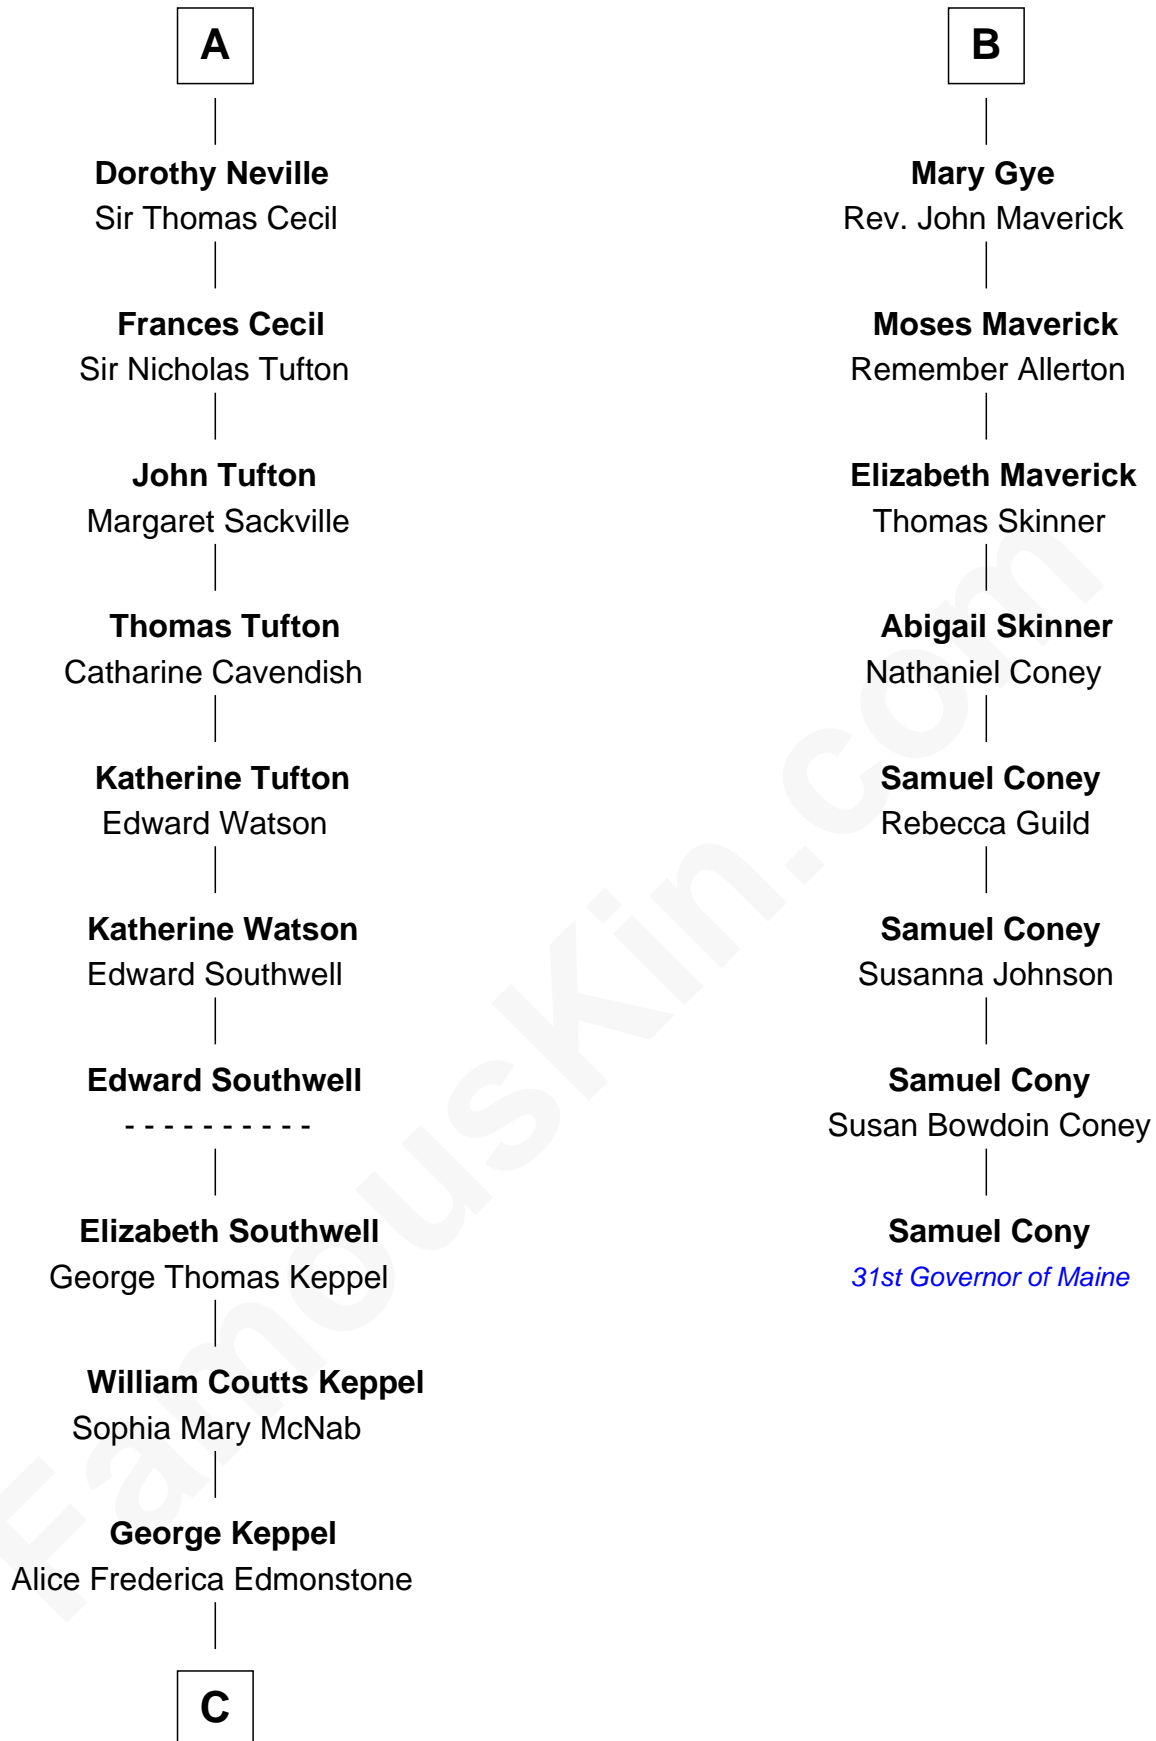 A
Dorothy Neville
Sir Thomas Cecil
Frances Cecil
Sir Nicholas Tufton
John Tufton
Margaret Sackville
Thomas Tufton
Catharine Cavendish
Katherine Tufton
Edward Watson
Katherine Watson
Edward Southwell
Edward Southwell
- - - - - - - - - -
Elizabeth Southwell
George Thomas Keppel
William Coutts Keppel
Sophia Mary McNab
George Keppel
Alice Frederica Edmonstone
C
B
Mary Gye
Rev. John Maverick
Moses Maverick
Remember Allerton
Elizabeth Maverick
Thomas Skinner
Abigail Skinner
Nathaniel Coney
Samuel Coney
Rebecca Guild
Samuel Coney
Susanna Johnson
Samuel Cony
Susan Bowdoin Coney
Samuel Cony
31st Governor of Maine
FamousKin.com